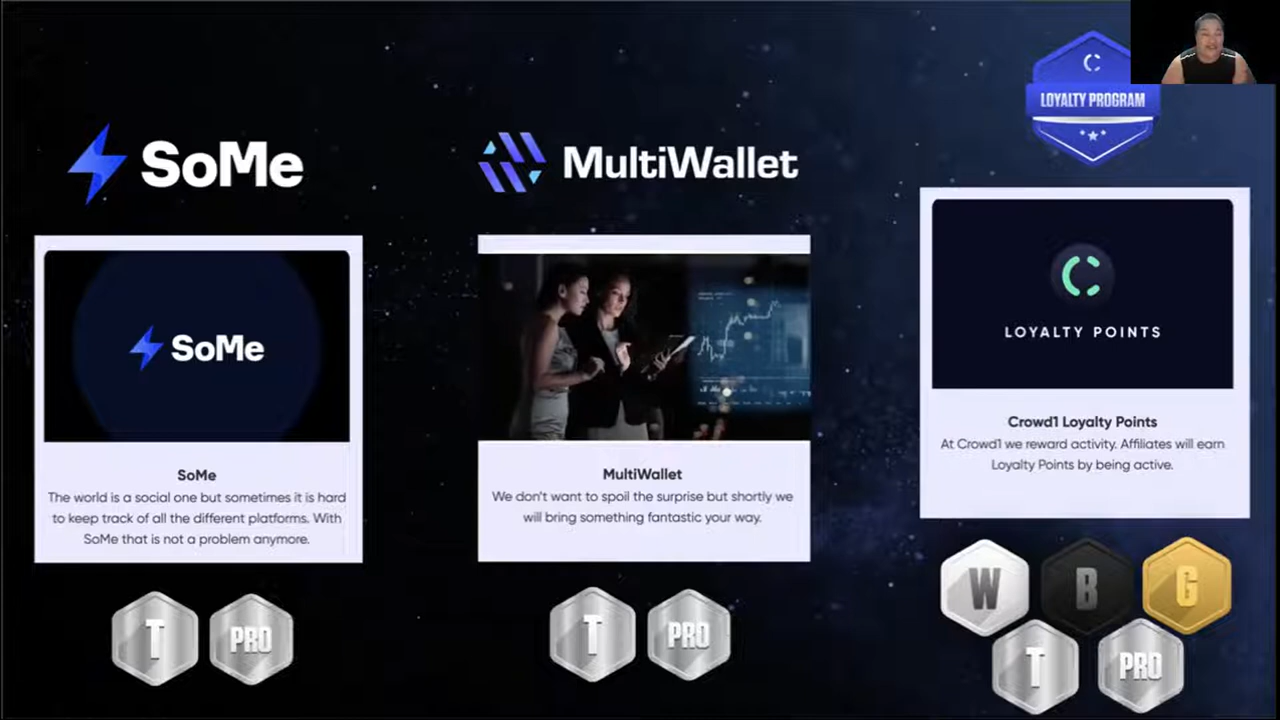 SoMe
SoMe
SoMe
The world is a social one but sometimes it is hard
to keep track of all the different platforms. With
SoMe that is not a problem anymore.
T
PRO
MultiWallet
MultiWallet
We don't want to spoil the surprise but shortly we
will bring something fantastic your way.
T
PRO
LOYALTY PROGRAM
LOYALTY POINTS
Crowd1 Loyalty Points
At Crowd1 we reward activity. Affiliates will earn
Loyalty Points by being active.
W
B
G
T
PRO